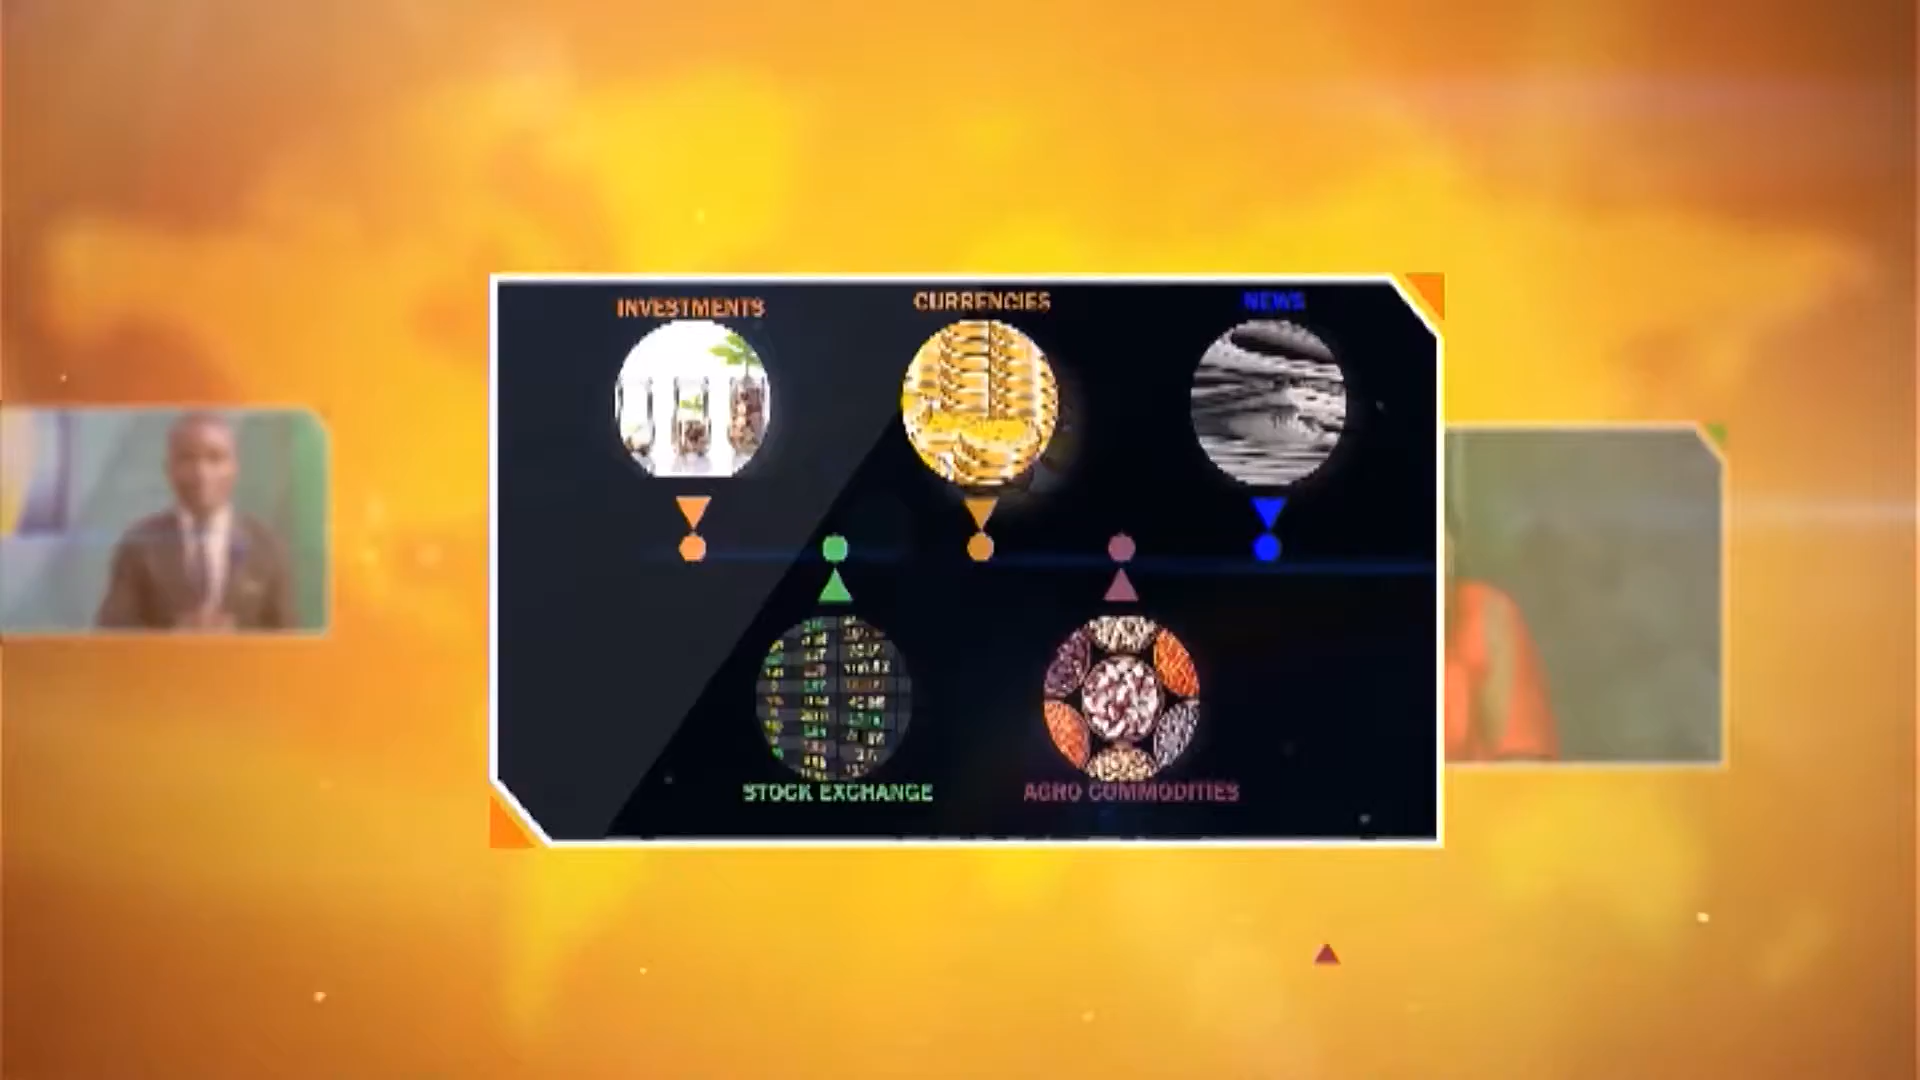 INVESTMENTS
CURRENCIES
NEWS
STOCK EXCHANGE
AGRO COMMODITIES